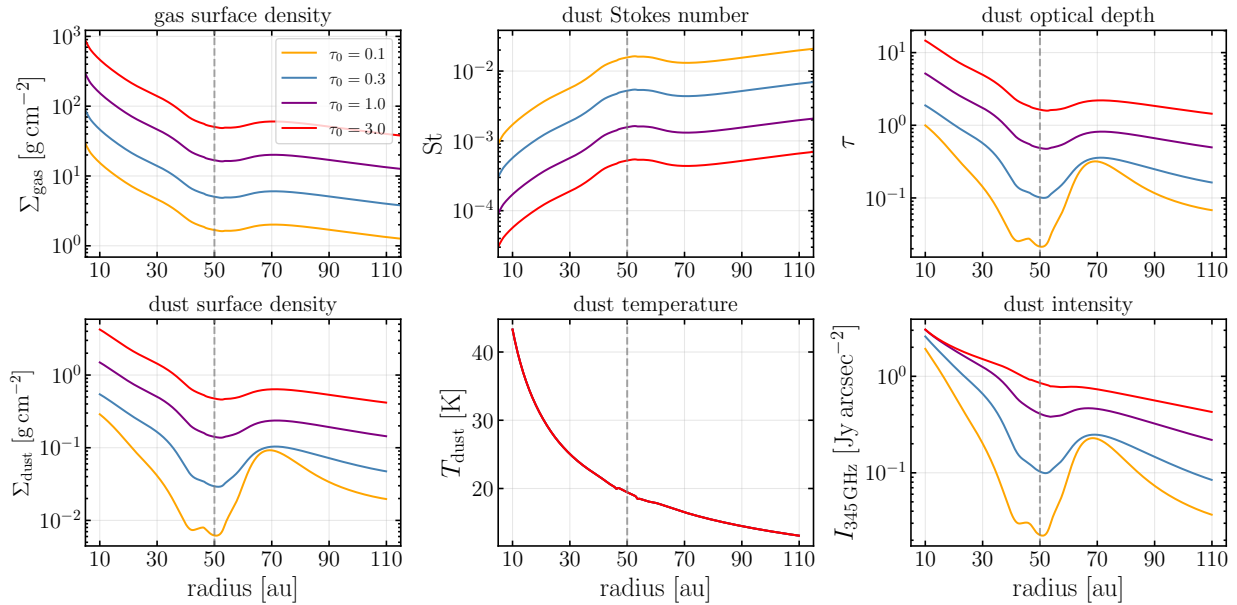 gas surface density
dust Stokes number
dust optical depth
10³
10²
10¹
10⁰
Σ_gas [g cm⁻²]
τ₀ = 0.1
τ₀ = 0.3
τ₀ = 1.0
τ₀ = 3.0
10 30 50 70 90 110
10⁻²
10⁻³
10⁻⁴
St
10 30 50 70 90 110
10¹
10⁰
10⁻¹
τ
10 30 50 70 90 110
dust surface density
dust temperature
dust intensity
10⁰
10⁻¹
10⁻²
Σ_dust [g cm⁻²]
10 30 50 70 90 110
radius [au]
40
30
20
T_dust [K]
10 30 50 70 90 110
radius [au]
10⁰
10⁻¹
I_345 GHz [Jy arcsec⁻²]
10 30 50 70 90 110
radius [au]